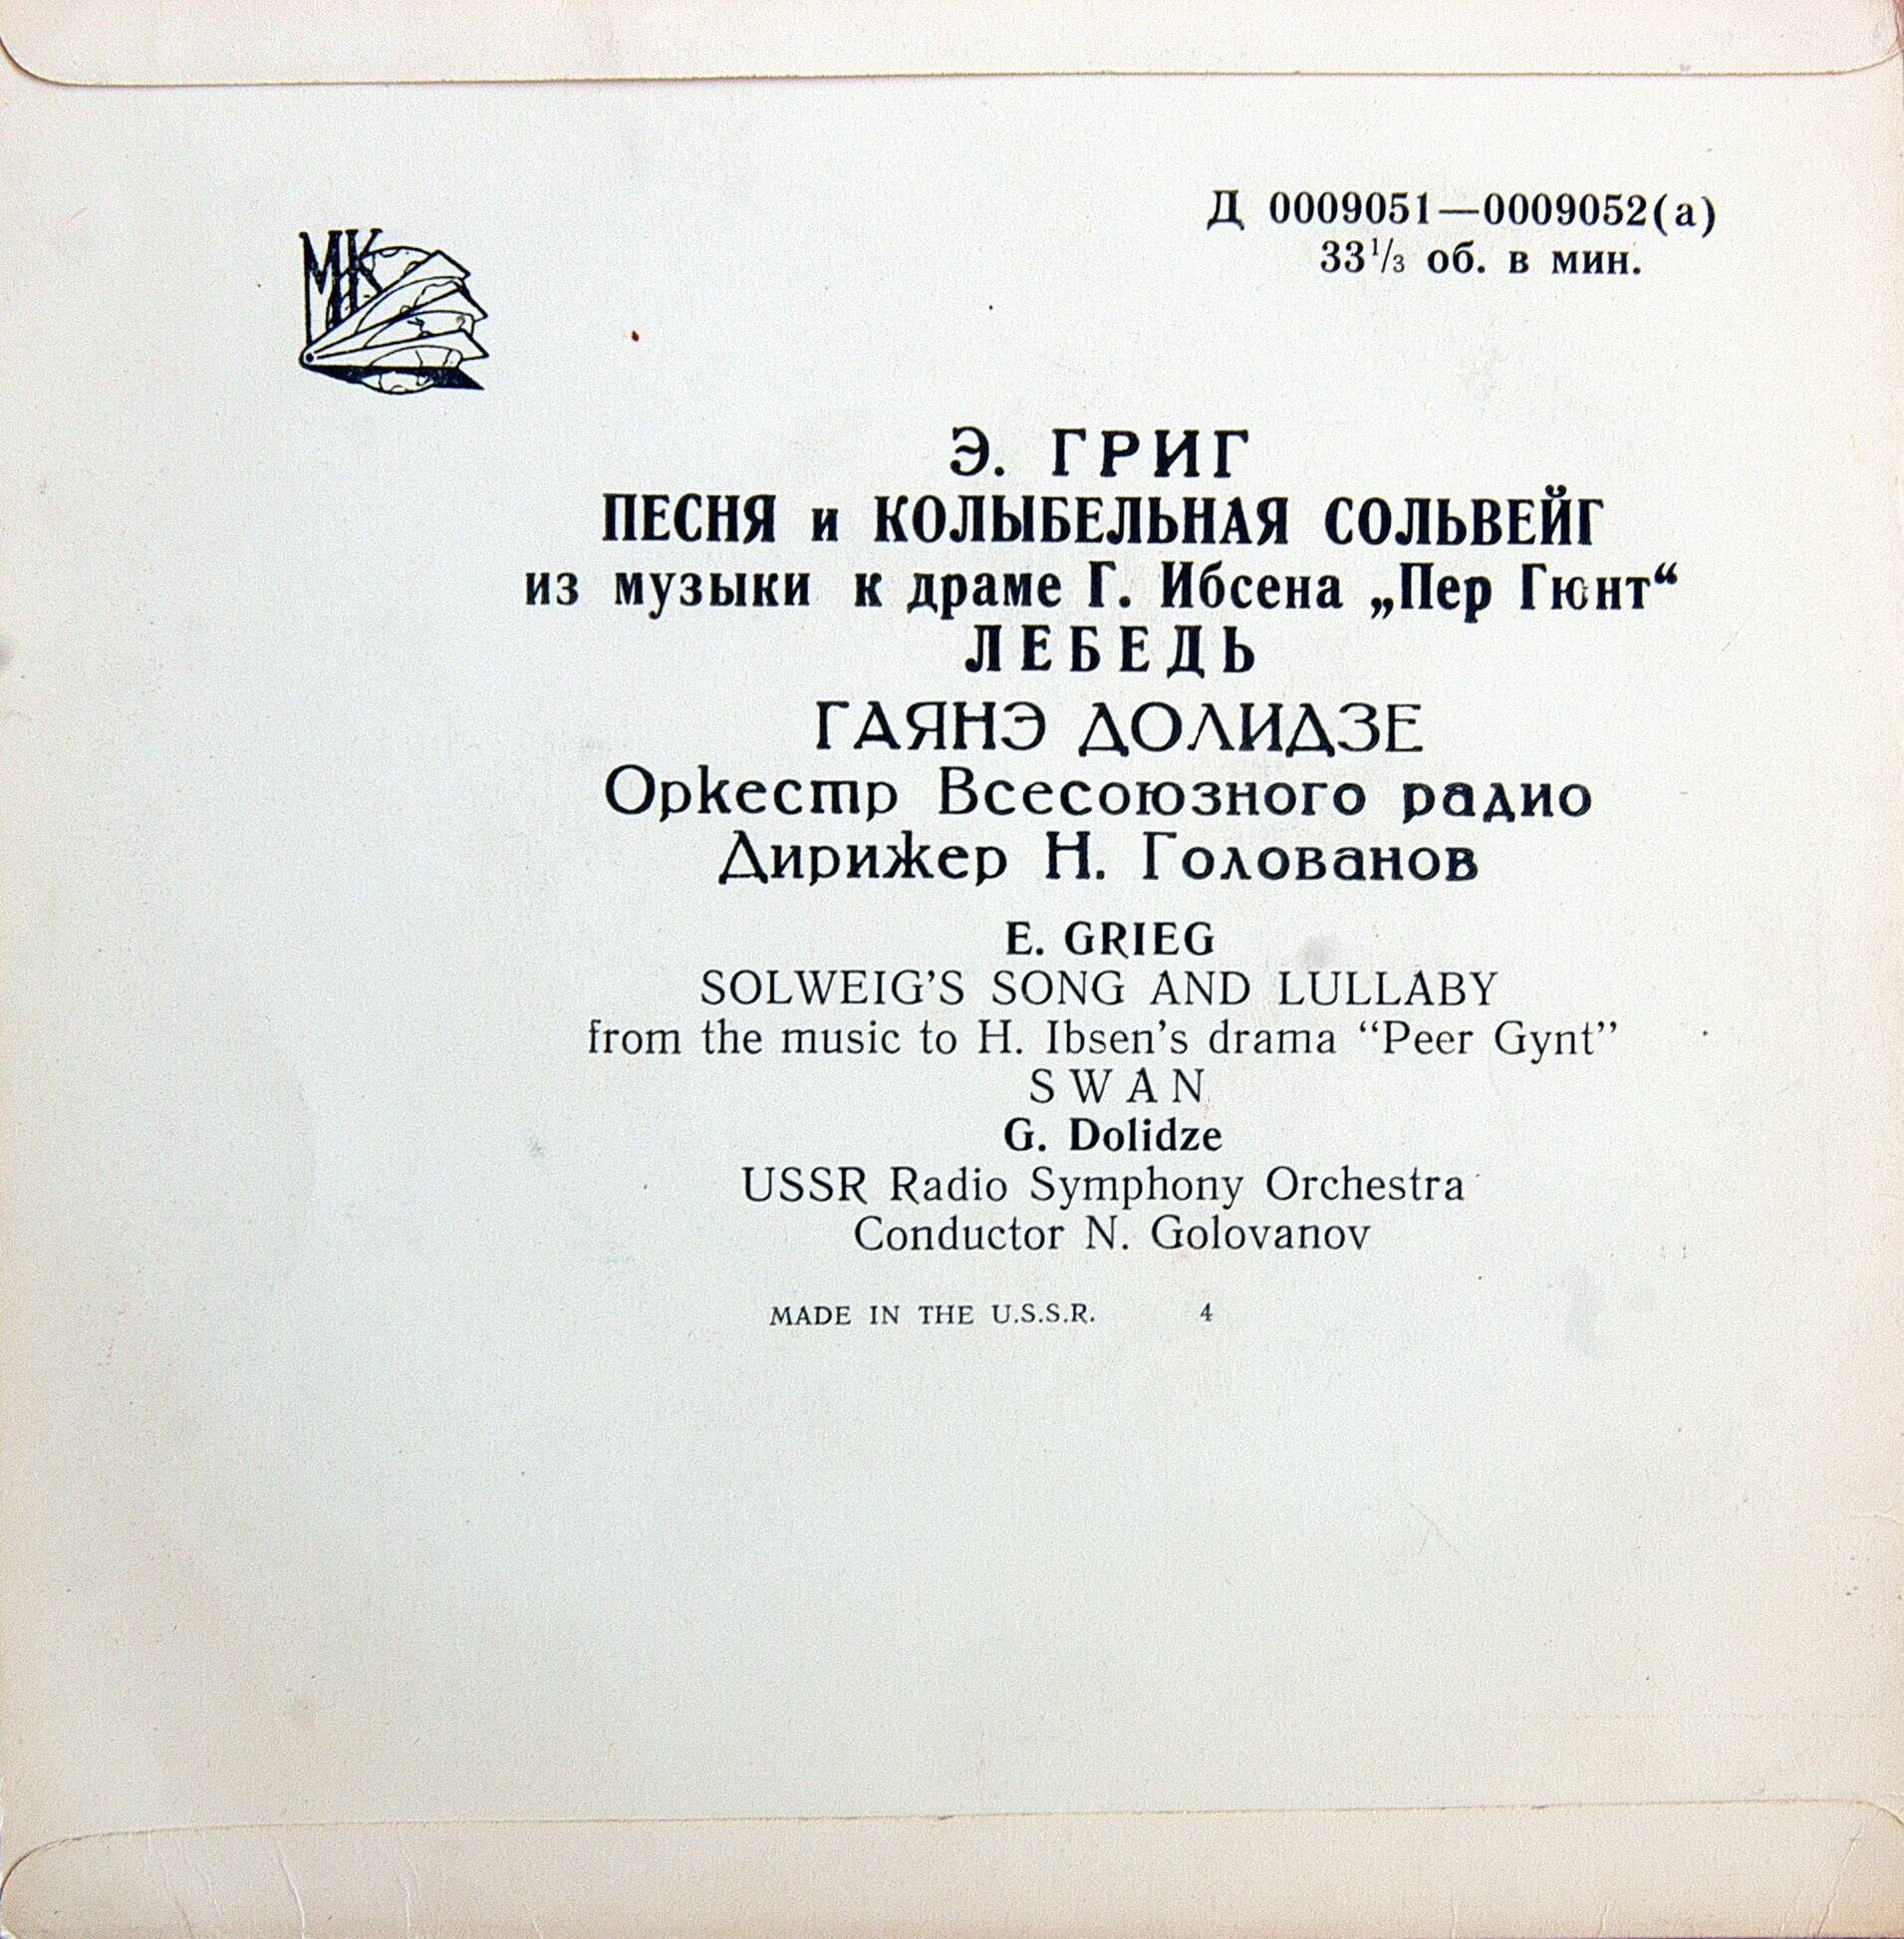 МК
Д 0009051—0009052(а)
33⅓ об. в мин.
Э. ГРИГ
ПЕСНЯ и КОЛЫБЕЛЬНАЯ СОЛЬВЕЙГ
из музыки к драме Г. Ибсена „Пер Гюнт“
ЛЕБЕДЬ
ГАЯНЭ ДОЛИДЗЕ
Оркестр Всесоюзного радио
Дирижер Н. Голованов
E. GRIEG
SOLWEIG’S SONG AND LULLABY
from the music to H. Ibsen’s drama “Peer Gynt”
SWAN
G. Dolidze
USSR Radio Symphony Orchestra
Conductor N. Golovanov
MADE IN THE U.S.S.R. 4